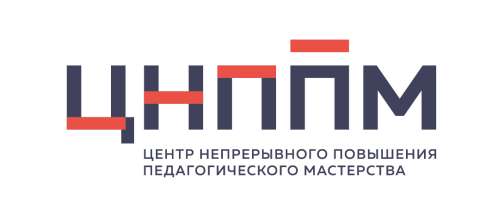 ЦНППМ
ЦЕНТР НЕПРЕРЫВНОГО ПОВЫШЕНИЯ
ПЕДАГОГИЧЕСКОГО МАСТЕРСТВА